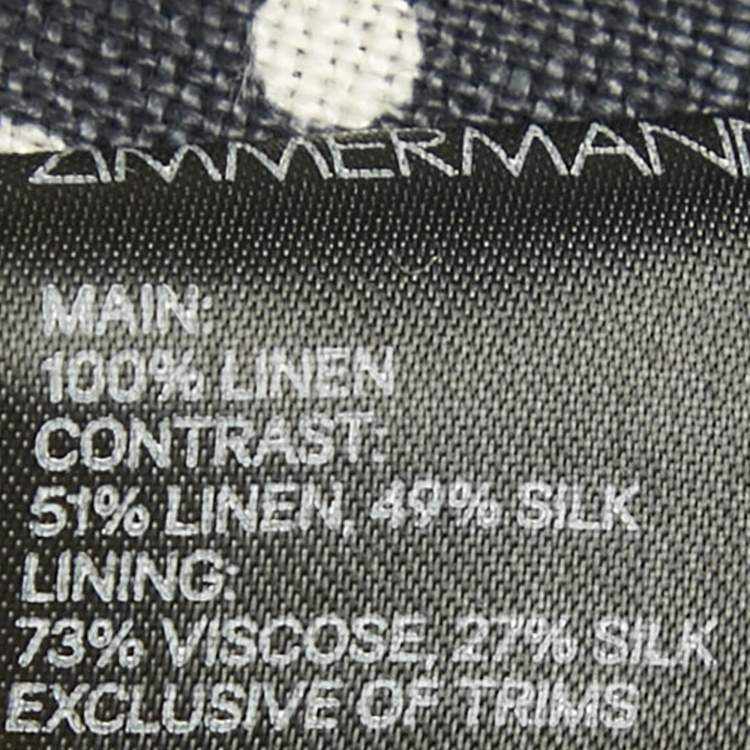 ZIMMERMANN
MAIN:
100% LINEN
CONTRAST:
51% LINEN, 49% SILK
LINING:
73% VISCOSE, 27% SILK
EXCLUSIVE OF TRIMS